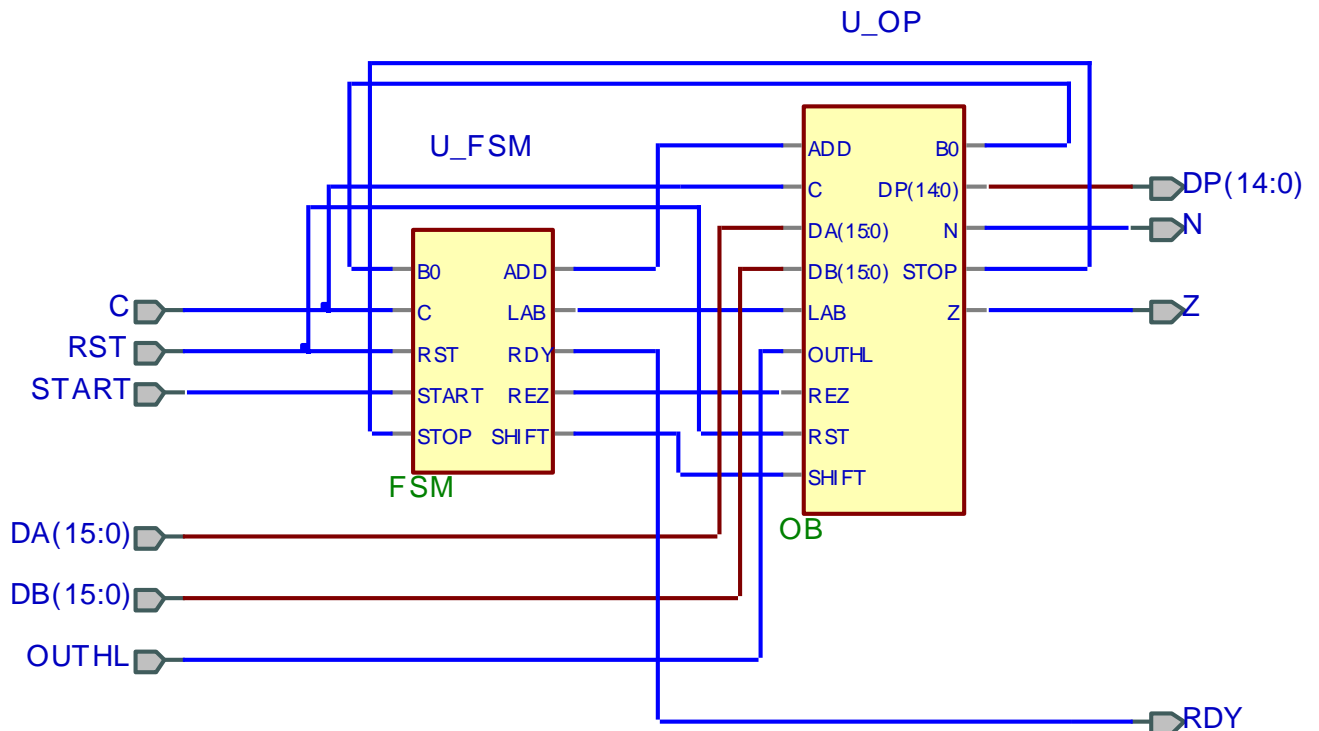 U_OP
U_FSM
ADD
C
DA(15:0)
DB(15:0)
LAB
OUTHL
REZ
RST
SHIFT
B0
DP(14:0)
N
STOP
Z
OB
B0
C
RST
START
STOP
ADD
LAB
RDY
REZ
SHIFT
FSM
C
RST
START
DA(15:0)
DB(15:0)
OUTHL
DP(14:0)
N
Z
RDY